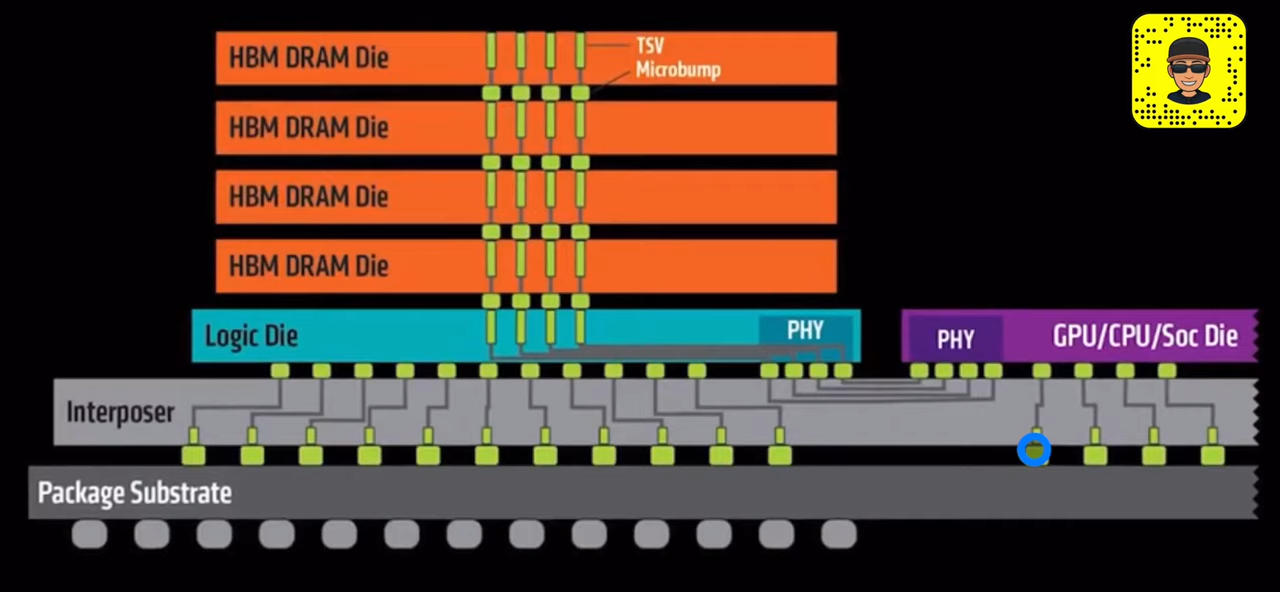 HBM DRAM Die
TSV
Microbump
HBM DRAM Die
HBM DRAM Die
HBM DRAM Die
Logic Die
PHY
PHY
GPU/CPU/Soc Die
Interposer
Package Substrate